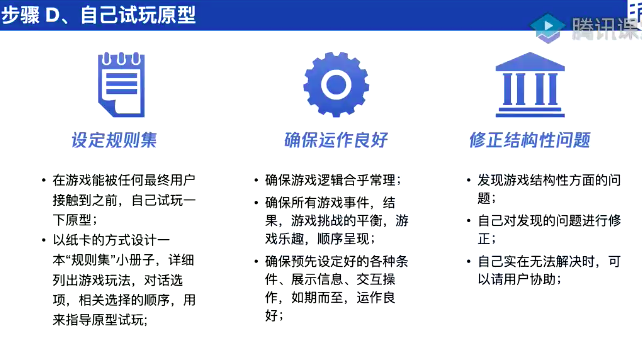 步骤 D、自己试玩原型
腾讯课
设定规则集
• 在游戏能被任何最终用户
接触到之前，自己试玩一
下原型；
• 以纸卡的方式设计一
本“规则集”小册子，详细
列出游戏玩法，对话选
项，相关选择的顺序，用
来指导原型试玩;
确保运作良好
• 确保游戏逻辑合乎常理；
• 确保所有游戏事件，结
果，游戏挑战的平衡，游
戏乐趣，顺序呈现；
• 确保预先设定好的各种条
件、展示信息、交互操
作，如期而至，运作良
好；
修正结构性问题
• 发现游戏结构性方面的问
题；
• 自己对发现的问题进行修
正；
• 自己实在无法解决时，可
以请用户协助；